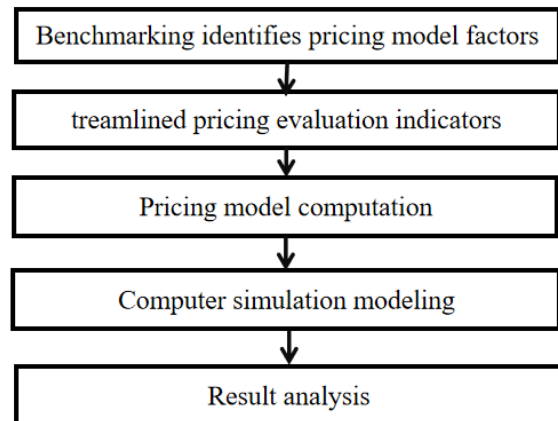 Benchmarking identifies pricing model factors
treamlined pricing evaluation indicators
Pricing model computation
Computer simulation modeling
Result analysis